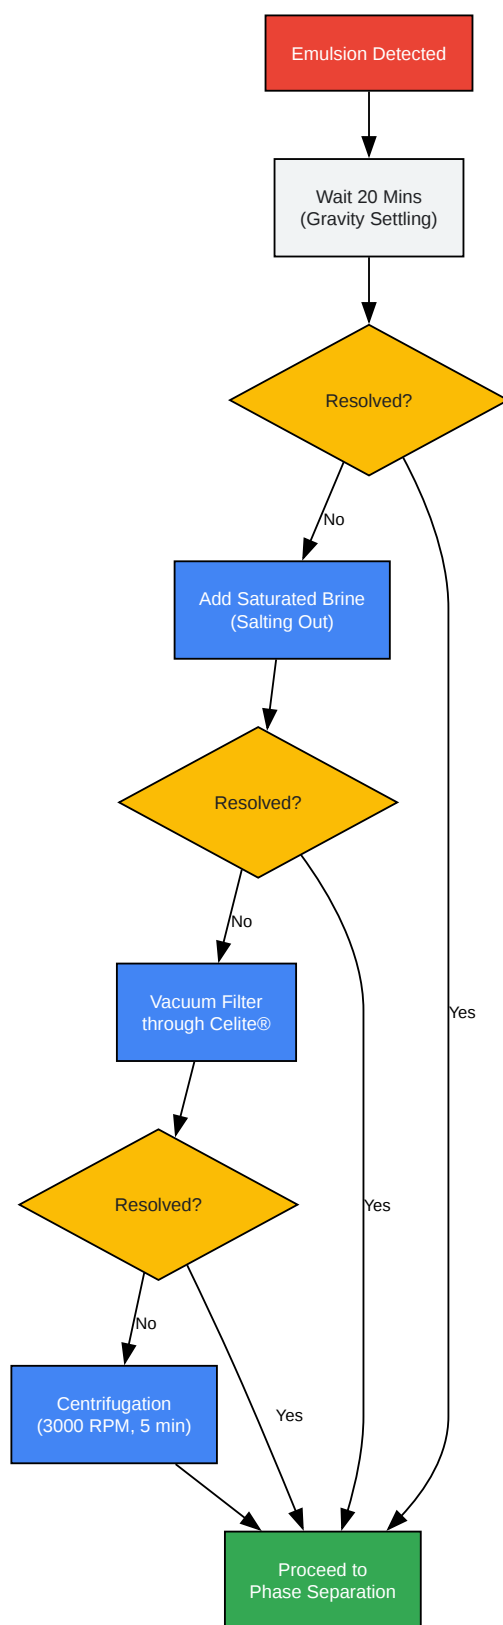 Emulsion Detected
Wait 20 Mins
(Gravity Settling)
Resolved?
No
Add Saturated Brine
(Salting Out)
Resolved?
No
Vacuum Filter
through Celite®
Yes
Resolved?
Yes
No
Centrifugation
(3000 RPM, 5 min)
Yes
Proceed to
Phase Separation